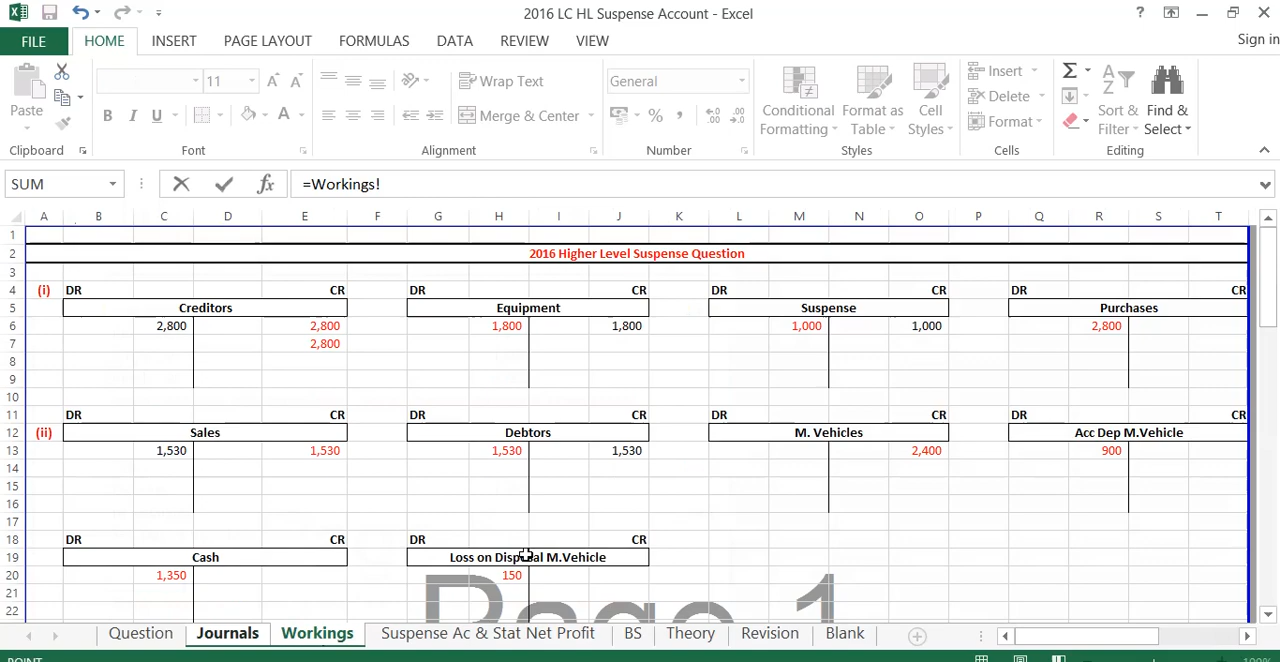 2016 LC HL Suspense Account - Excel
?
Sign in
FILE HOME INSERT PAGE LAYOUT FORMULAS DATA REVIEW VIEW
11 A A Wrap Text General Insert Σ A Z
Paste B I U A Merge & Center % , Conditional Formatting Format as Table Cell Styles Delete Format Sort & Filter Find & Select
Clipboard Font Alignment Number Styles Cells Editing
SUM fx =Workings!
A B C D E F G H I J K L M N O P Q R S T
1
2 2016 Higher Level Suspense Question
3
4 (i) DR CR DR CR DR CR DR CR
5 Creditors Equipment Suspense Purchases
6 2,800 2,800 1,800 1,800 1,000 1,000 2,800
7 2,800
8
9
10
11 DR CR DR CR DR CR DR CR
12 (ii) Sales Debtors M. Vehicles Acc Dep M.Vehicle
13 1,530 1,530 1,530 1,530 2,400 900
14
15
16
17
18 DR CR DR CR
19 Cash Loss on Disposal M.Vehicle
20 1,350 150
21
22
Page 1
Question Journals Workings Suspense Ac & Stat Net Profit BS Theory Revision Blank
POINT 100%